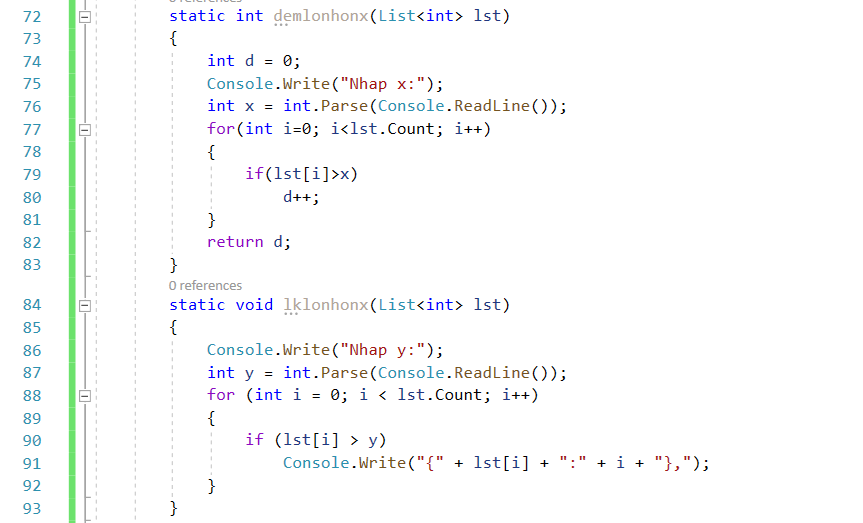 0 references
72 static int demlonhonx(List<int> lst)
73 {
74 int d = 0;
75 Console.Write("Nhap x:");
76 int x = int.Parse(Console.ReadLine());
77 for(int i=0; i<lst.Count; i++)
78 {
79 if(lst[i]>x)
80 d++;
81 }
82 return d;
83 }
0 references
84 static void lklonhonx(List<int> lst)
85 {
86 Console.Write("Nhap y:");
87 int y = int.Parse(Console.ReadLine());
88 for (int i = 0; i < lst.Count; i++)
89 {
90 if (lst[i] > y)
91 Console.Write("{" + lst[i] + ":" + i + "},");
92 }
93 }